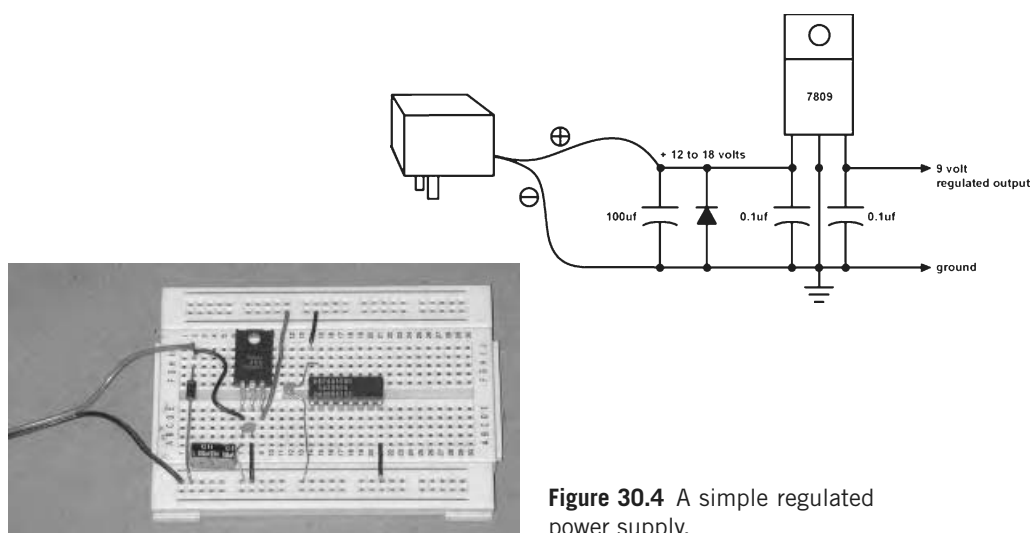 7809
+ 12 to 18 volts
9 volt
regulated output
100uf
0.1uf
0.1uf
ground
Figure 30.4 A simple regulated
power supply.